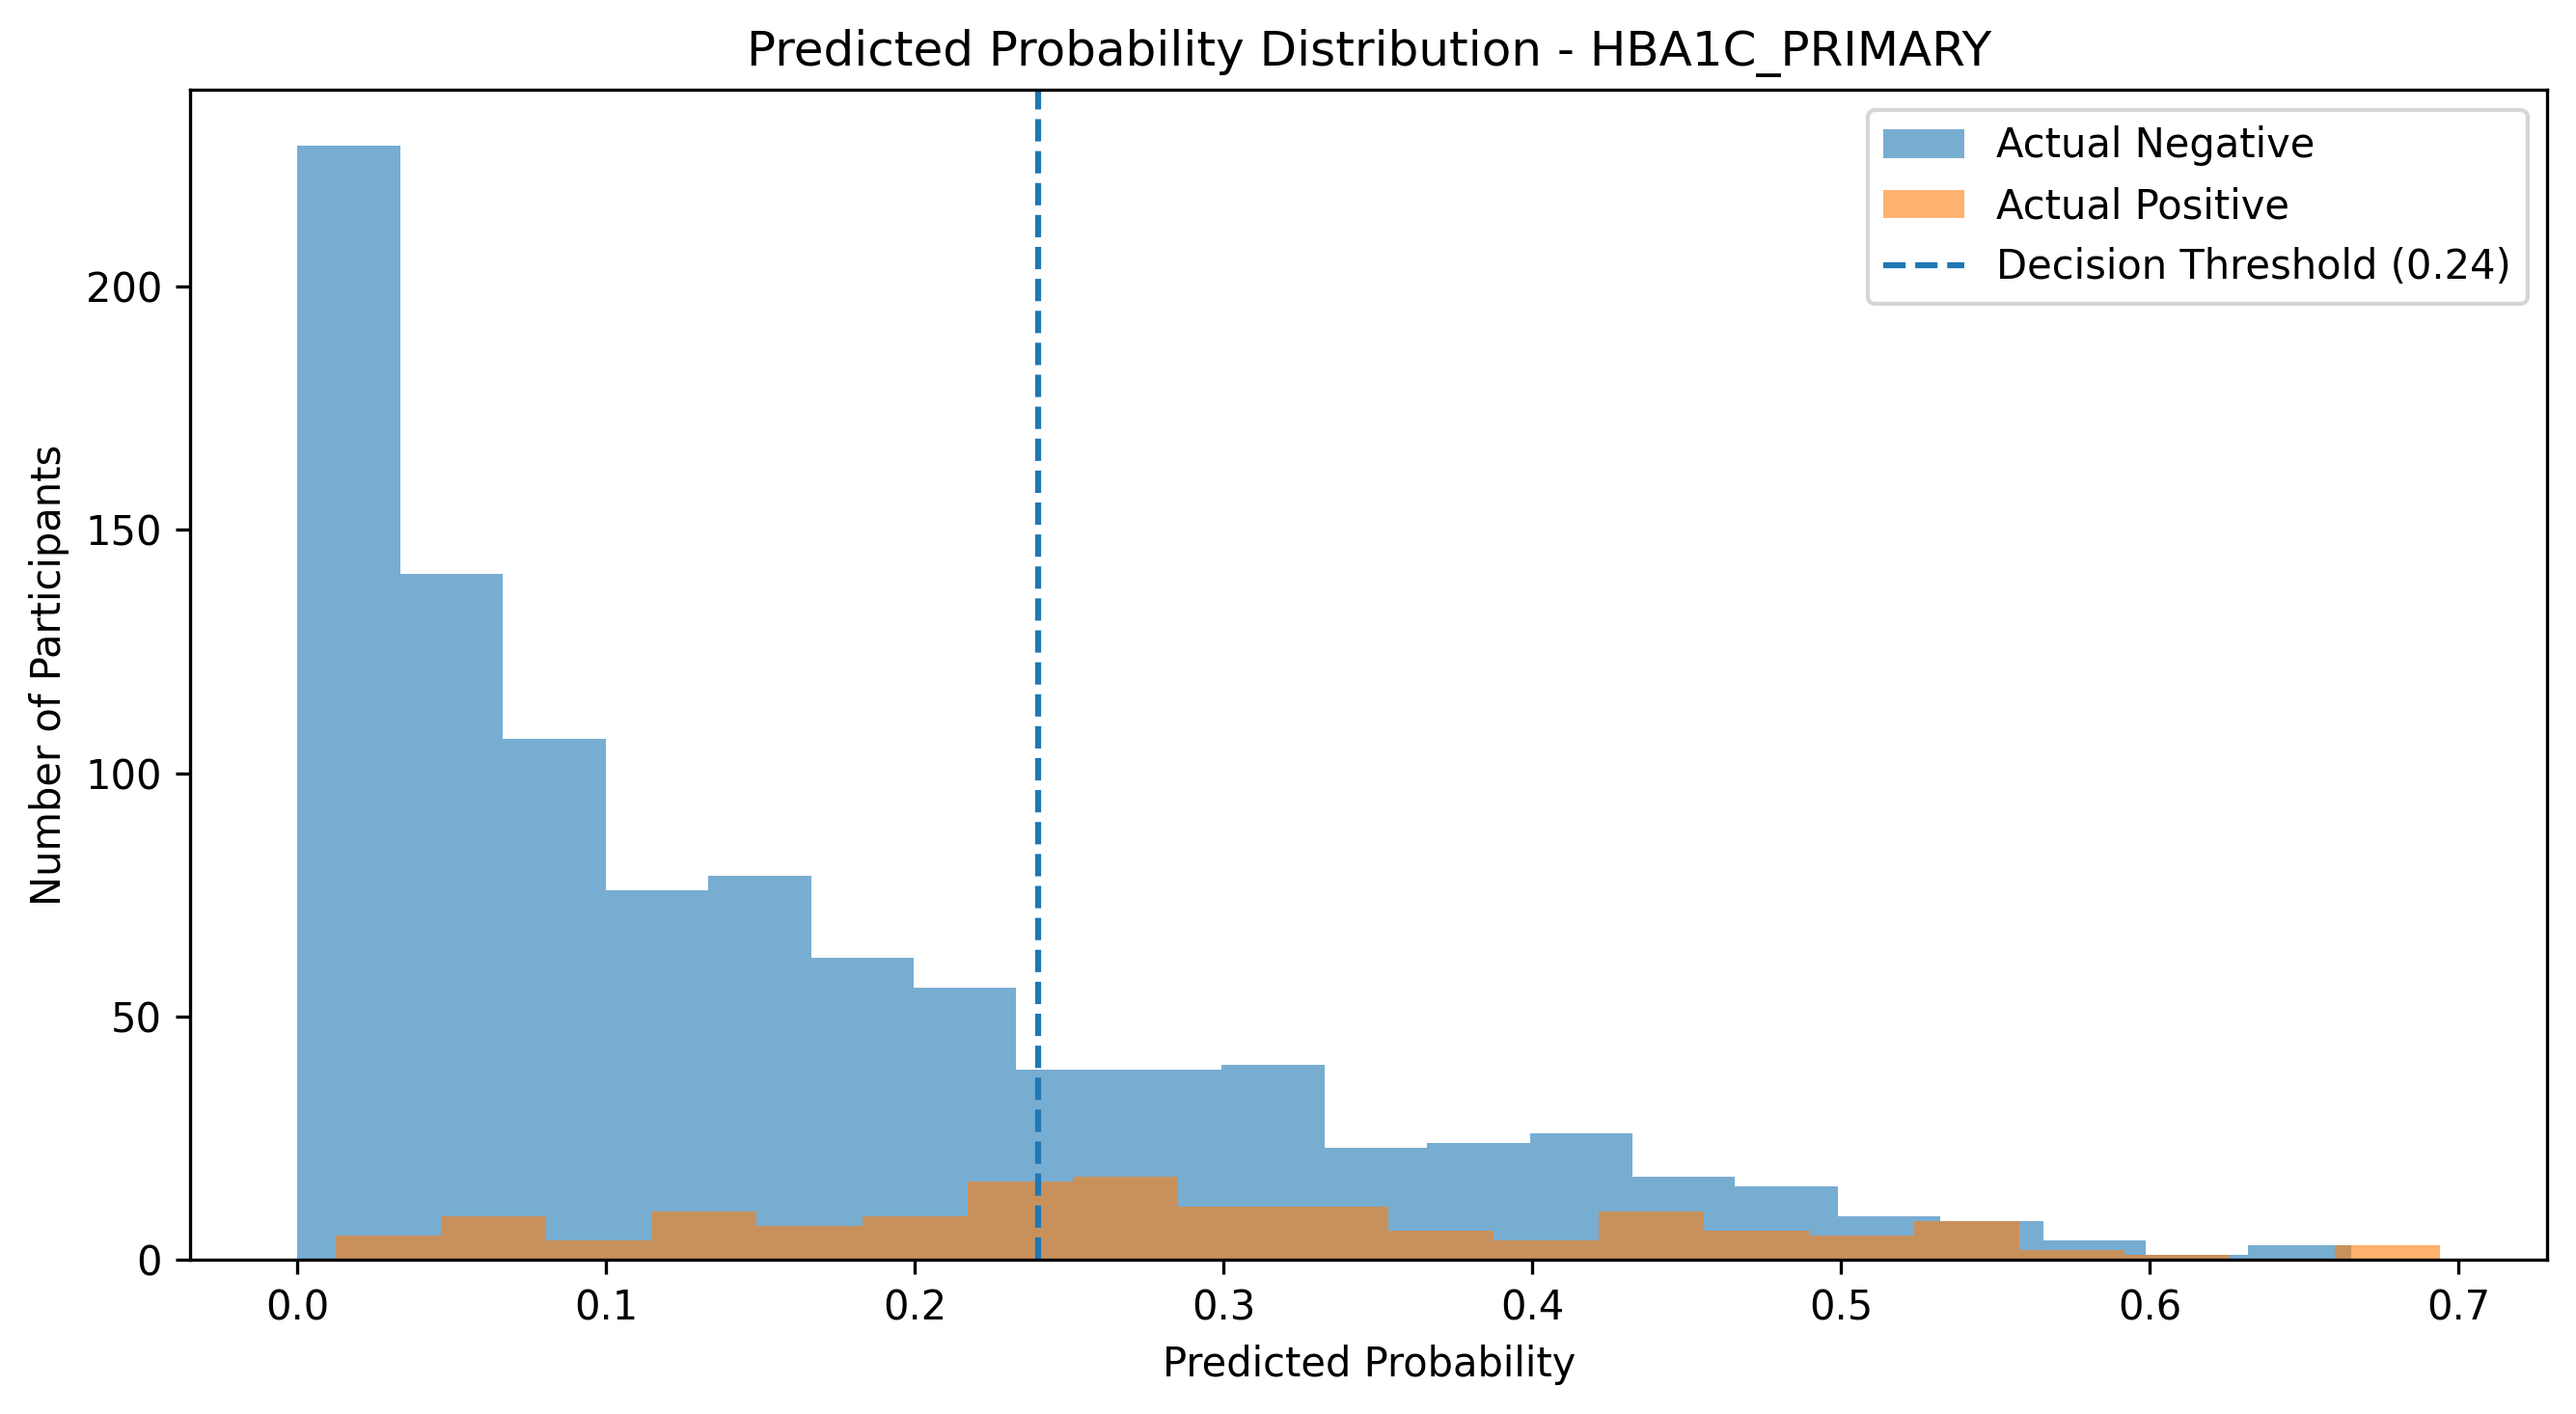 Predicted Probability Distribution - HBA1C_PRIMARY
Actual Negative
Actual Positive
Decision Threshold (0.24)
Number of Participants
200
150
100
50
0
0.0 0.1 0.2 0.3 0.4 0.5 0.6 0.7
Predicted Probability